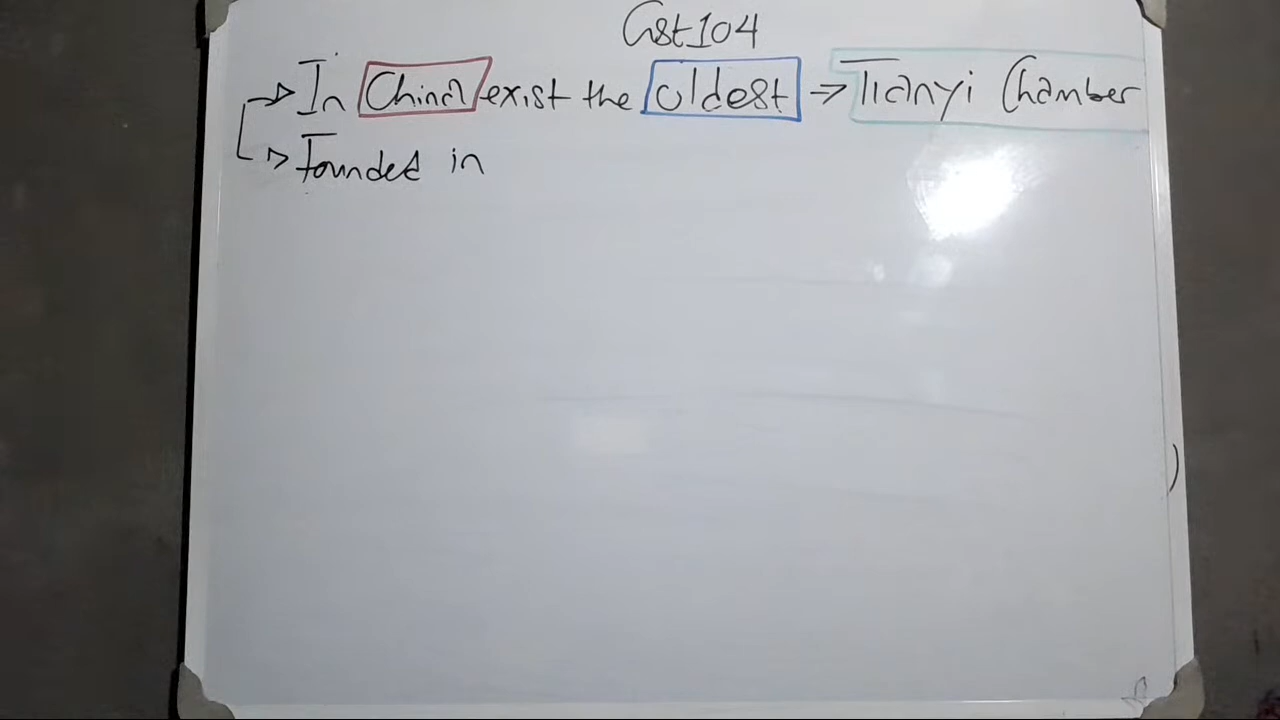 Gst104
In China exist the oldest → Tianyi Chamber
Founded in